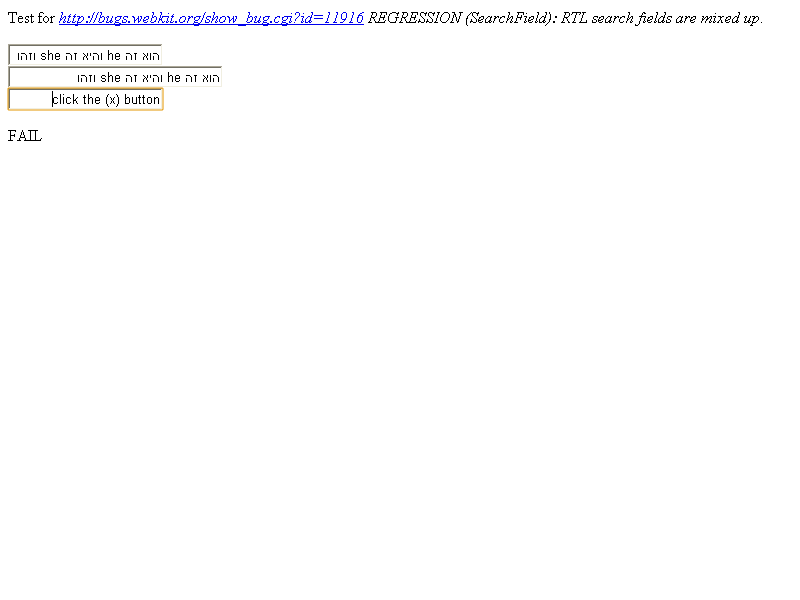 Test for http://bugs.webkit.org/show_bug.cgi?id=11916 REGRESSION (SearchField): RTL search fields are mixed up.
הוא זה he והיא זה she וזהו
הוא זה he והיא זה she וזהו
click the (x) button
FAIL